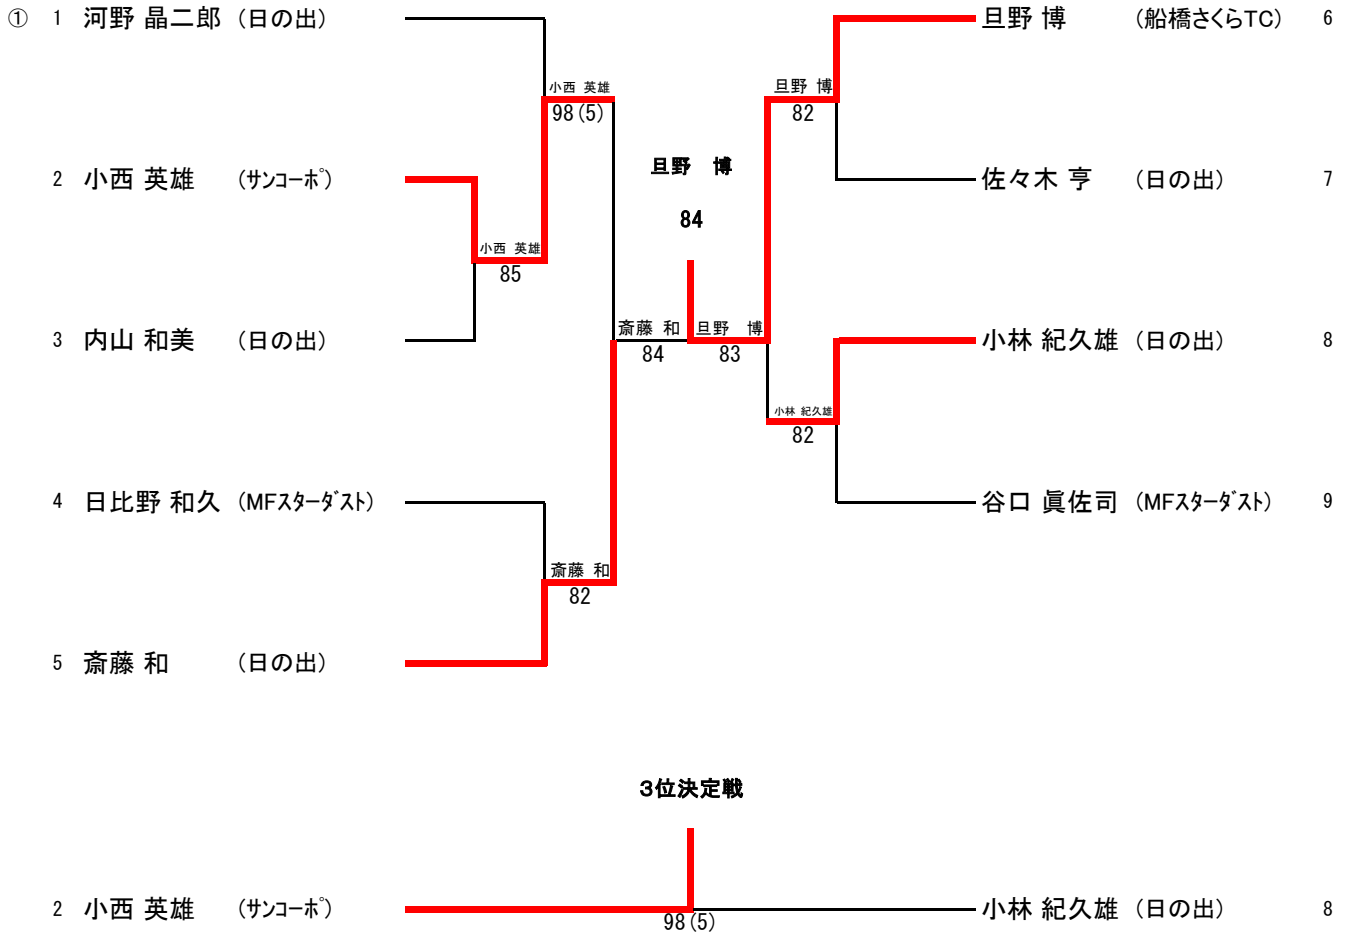 ① 1 河野 晶二郎 (日の出) 旦野 博 (船橋さくらTC) 6
小西 英雄 旦野 博
98(5) 82
旦野 博
2 小西 英雄 (サンコーポ) 佐々木 亨 (日の出) 7
84
小西 英雄
85
斎藤 和 旦野 博
3 内山 和美 (日の出) 小林 紀久雄 (日の出) 8
84 83
小林 紀久雄
82
4 日比野 和久 (MFスターダスト) 谷口 眞佐司 (MFスターダスト) 9
斎藤 和
82
5 斎藤 和 (日の出)
3位決定戦
2 小西 英雄 (サンコーポ) 小林 紀久雄 (日の出) 8
98(5)